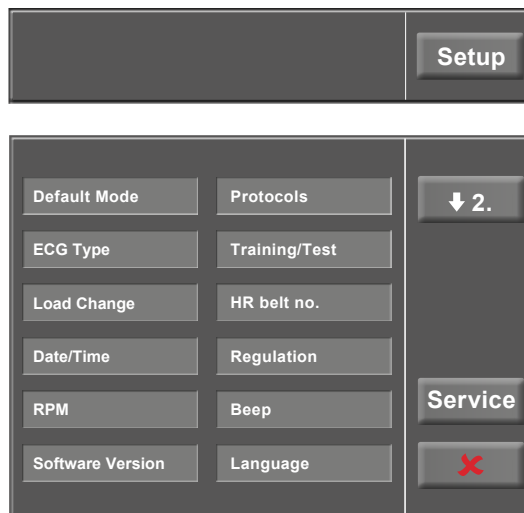 Setup
Default Mode
Protocols
2.
ECG Type
Training/Test
Load Change
HR belt no.
Date/Time
Regulation
RPM
Beep
Service
Software Version
Language